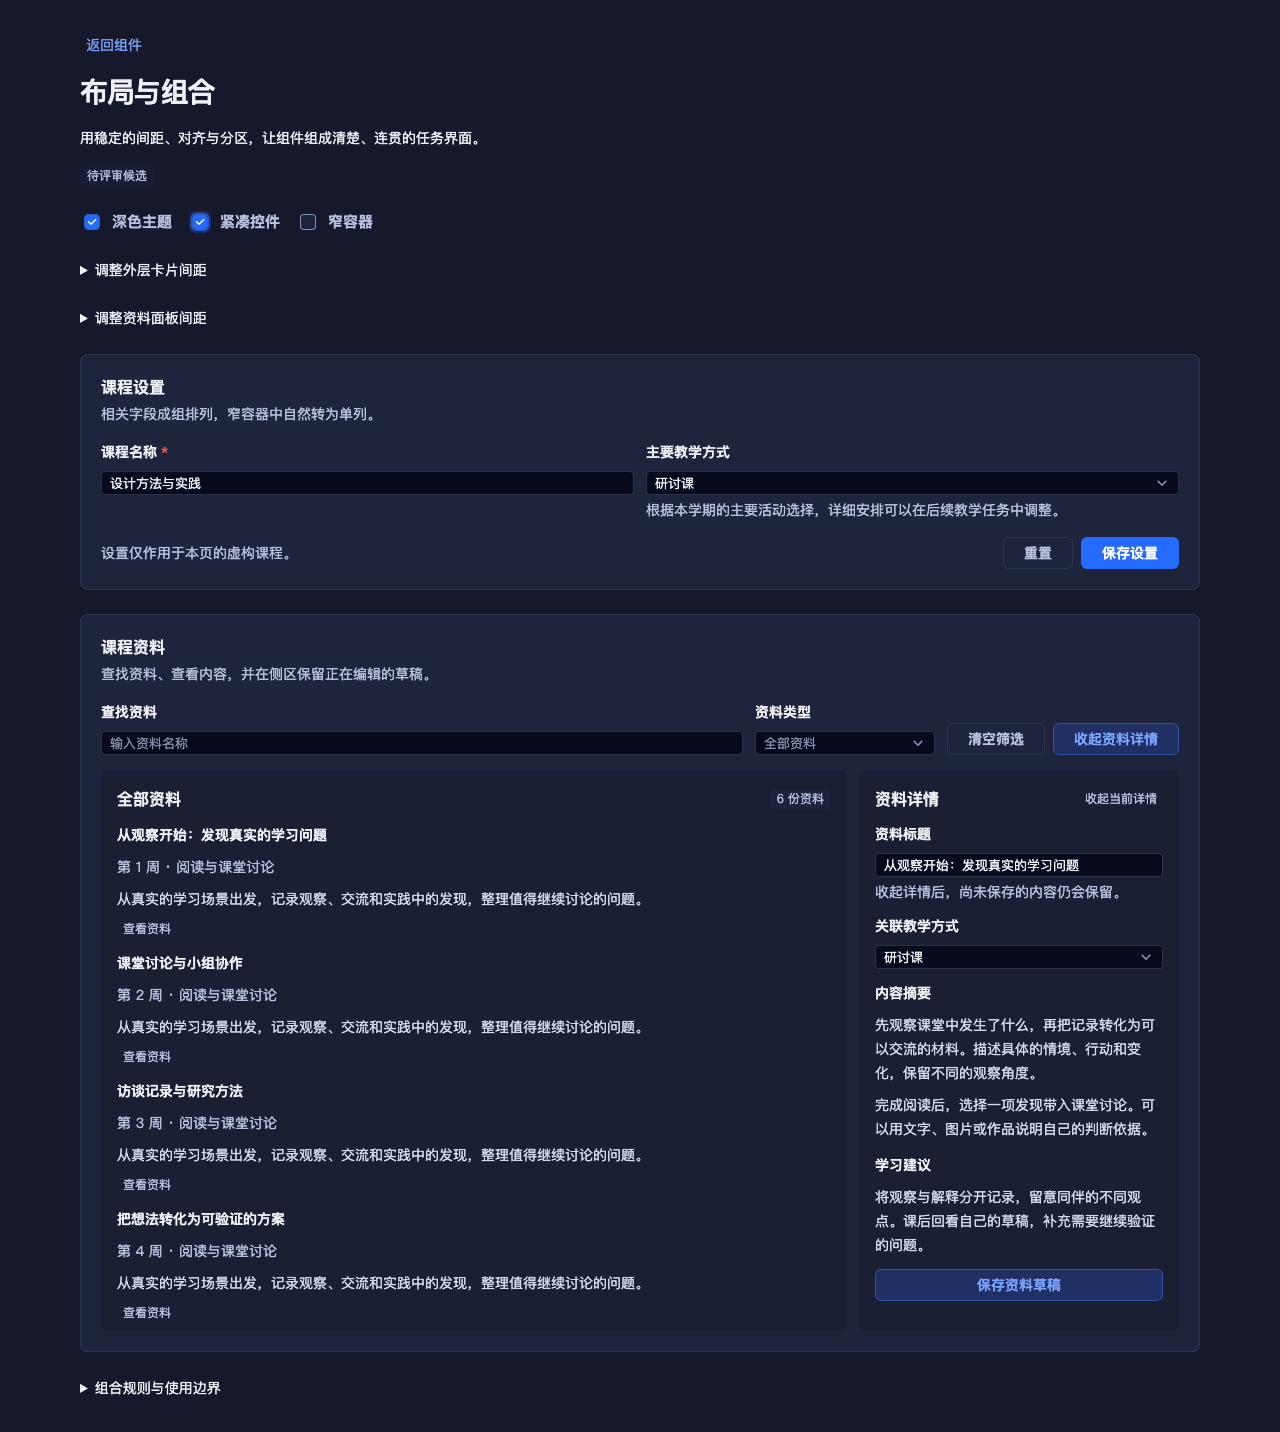 返回组件
布局与组合
用稳定的间距、对齐与分区，让组件组成清楚、连贯的任务界面。
待评审候选
深色主题 紧凑控件 窄容器
调整外层卡片间距
调整资料面板间距
课程设置
相关字段成组排列，窄容器中自然转为单列。
课程名称 * 主要教学方式
设计方法与实践 研讨课
根据本学期的主要活动选择，详细安排可以在后续教学任务中调整。
设置仅作用于本页的虚构课程。 重置 保存设置
课程资料
查找资料、查看内容，并在侧区保留正在编辑的草稿。
查找资料 资料类型
输入资料名称 全部资料 清空筛选 收起资料详情
全部资料 6 份资料
从观察开始：发现真实的学习问题
第 1 周 · 阅读与课堂讨论
从真实的学习场景出发，记录观察、交流和实践中的发现，整理值得继续讨论的问题。
查看资料
课堂讨论与小组协作
第 2 周 · 阅读与课堂讨论
从真实的学习场景出发，记录观察、交流和实践中的发现，整理值得继续讨论的问题。
查看资料
访谈记录与研究方法
第 3 周 · 阅读与课堂讨论
从真实的学习场景出发，记录观察、交流和实践中的发现，整理值得继续讨论的问题。
查看资料
把想法转化为可验证的方案
第 4 周 · 阅读与课堂讨论
从真实的学习场景出发，记录观察、交流和实践中的发现，整理值得继续讨论的问题。
查看资料
资料详情 收起当前详情
资料标题
从观察开始：发现真实的学习问题
收起详情后，尚未保存的内容仍会保留。
关联教学方式
研讨课
内容摘要
先观察课堂中发生了什么，再把记录转化为可
以交流的材料。描述具体的情境、行动和变
化，保留不同的观察角度。
完成阅读后，选择一项发现带入课堂讨论。可
以用文字、图片或作品说明自己的判断依据。
学习建议
将观察与解释分开记录，留意同伴的不同观
点。课后回看自己的草稿，补充需要继续验证
的问题。
保存资料草稿
组合规则与使用边界